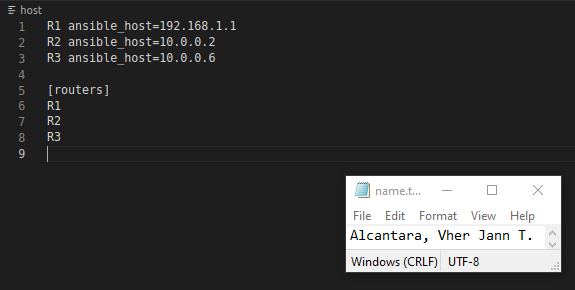 host
1 R1 ansible_host=192.168.1.1
2 R2 ansible_host=10.0.0.2
3 R3 ansible_host=10.0.0.6
4
5 [routers]
6 R1
7 R2
8 R3
9
name.t...
File Edit Format View Help
Alcantara, Vher Jann T.
Windows (CRLF) UTF-8